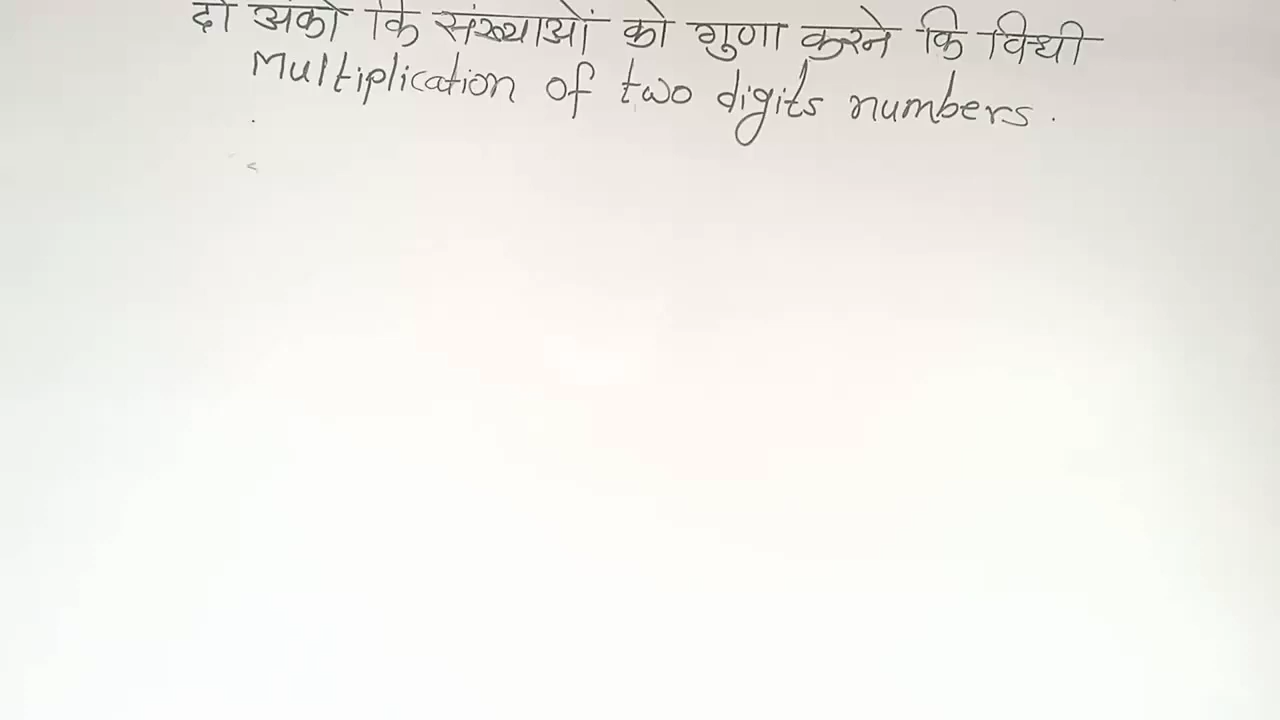 दो अंको कि संख्याओं को गुणा करने कि विधी
Multiplication of two digits numbers.